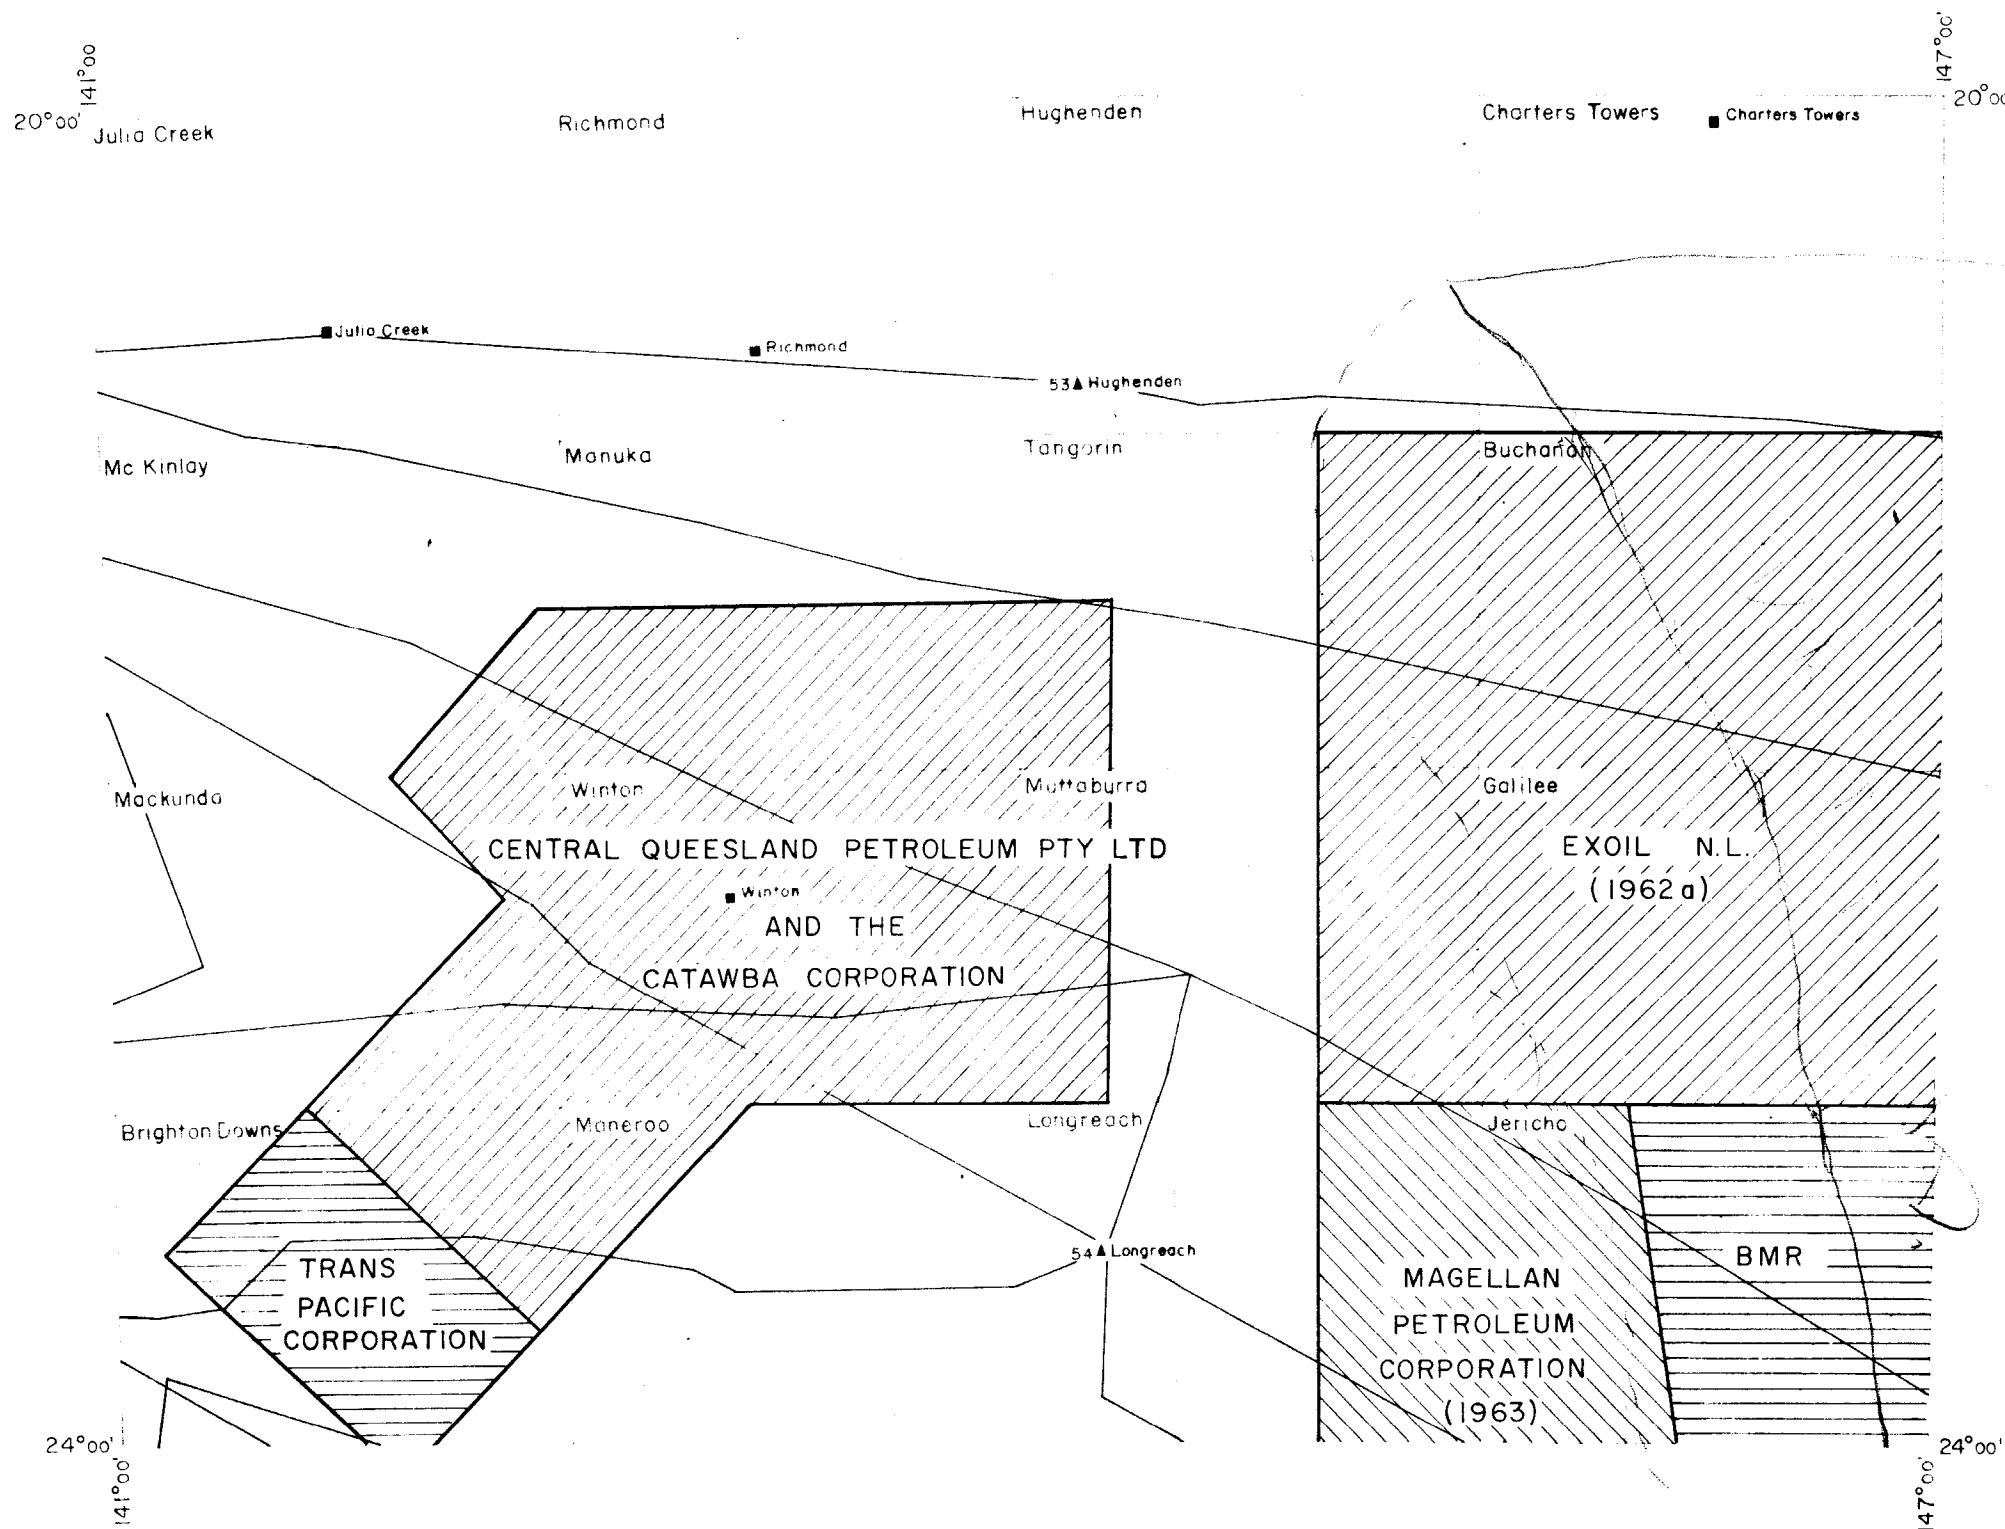 141°00
147°00'
20°00'
20°00
Julia Creek
Richmond
Hughenden
Charters Towers
Charters Towers
Julia Creek
Richmond
53 Hughenden
Mc Kinlay
Manuka
Tangorin
Buchanan
Mackunda
Winton
Muttaburra
Galilee
CENTRAL QUEESLAND PETROLEUM PTY LTD
Winton
AND THE
CATAWBA CORPORATION
EXOIL N.L.
(1962a)
Brighton Downs
Maneroo
Longreach
Jericho
54 Longreach
TRANS
PACIFIC
CORPORATION
MAGELLAN
PETROLEUM
CORPORATION
(1963)
BMR
24°00'
24°00'
141°00'
147°00'